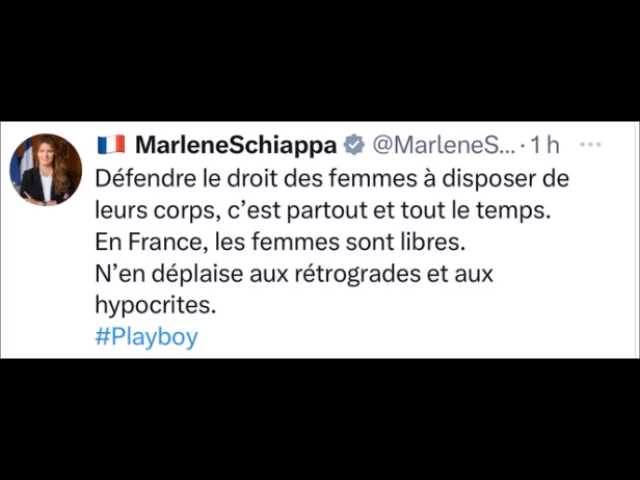 🇫🇷 MarleneSchiappa @MarleneS... · 1 h
Défendre le droit des femmes à disposer de
leurs corps, c’est partout et tout le temps.
En France, les femmes sont libres.
N’en déplaise aux rétrogrades et aux
hypocrites.
#Playboy